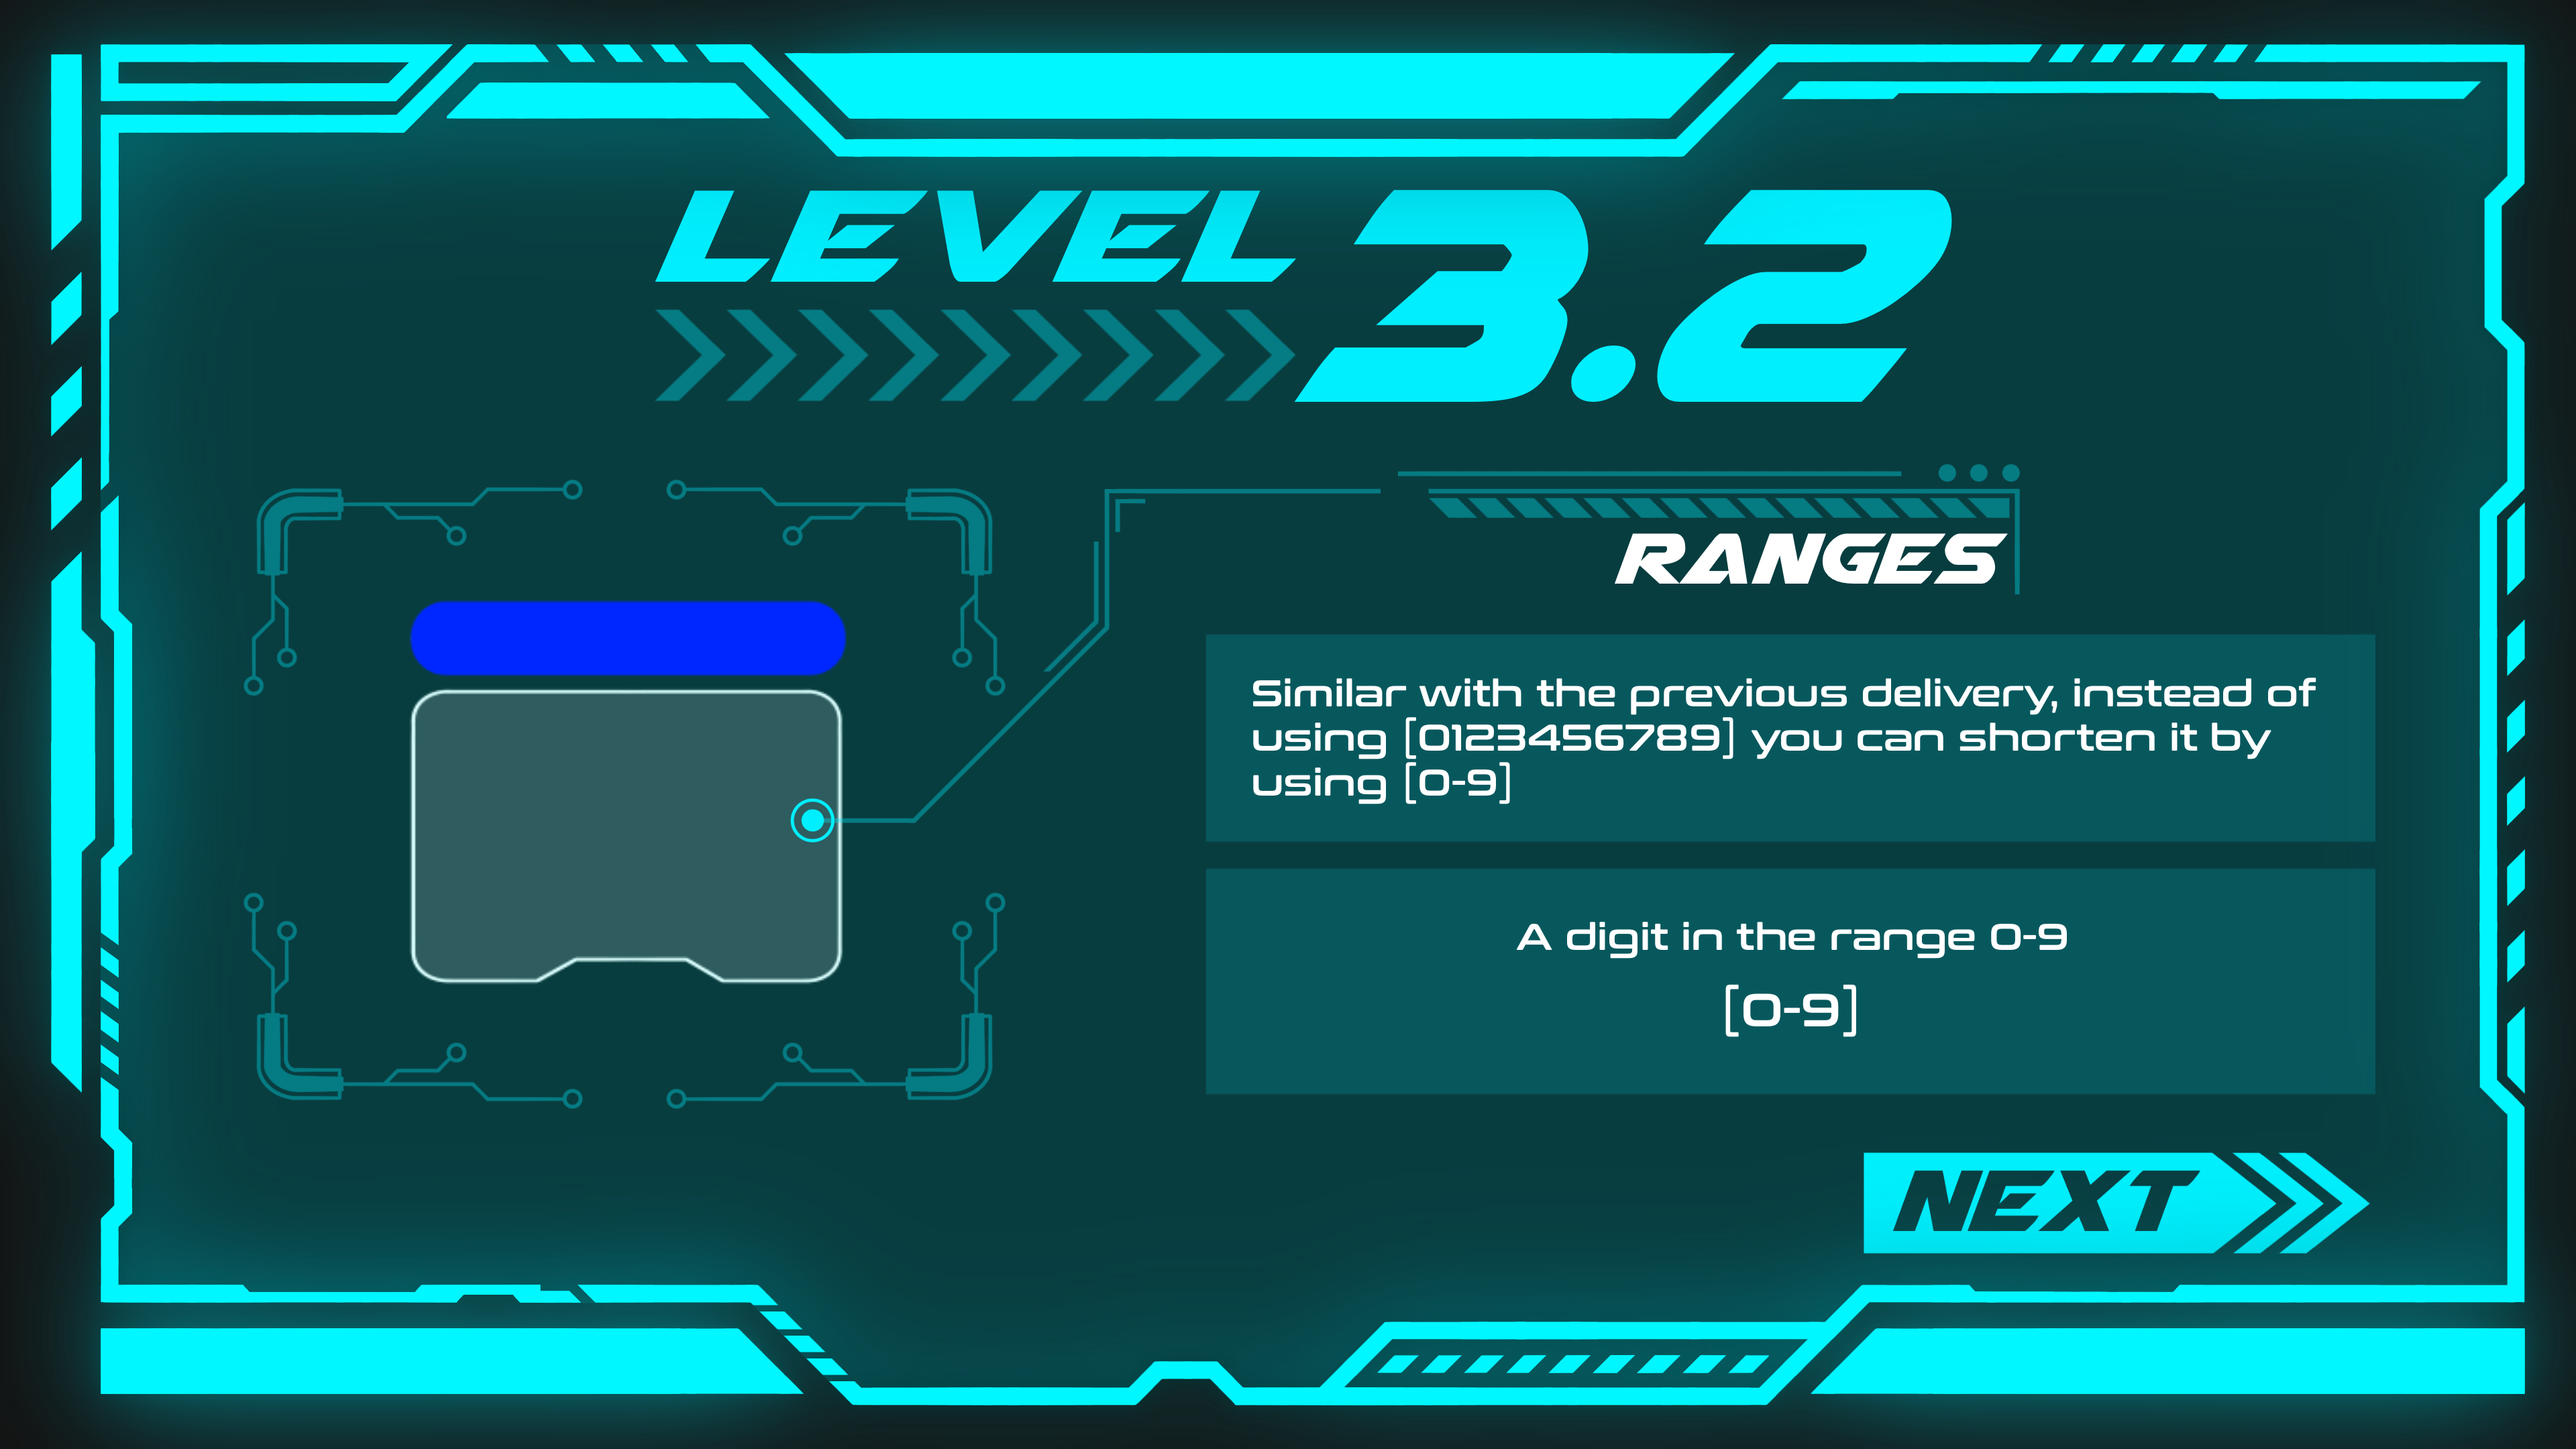 LEVEL 3.2
RANGES
Similar with the previous delivery, instead of
using [0123456789] you can shorten it by
using [0-9]
A digit in the range 0-9
[0-9]
NEXT